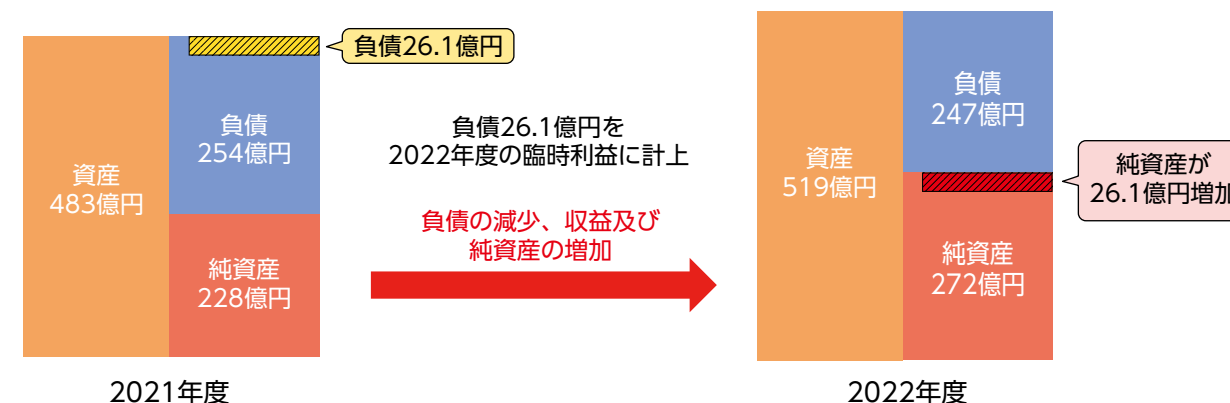 負債26.1億円
負債
254億円
資産
483億円
純資産
228億円
2021年度
負債26.1億円を
2022年度の臨時利益に計上
負債の減少、収益及び
純資産の増加
負債
247億円
資産
519億円
純資産が
26.1億円増加
純資産
272億円
2022年度